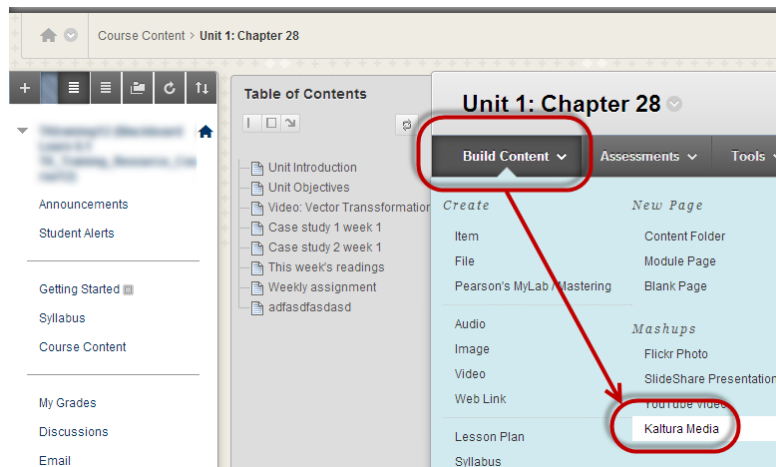 Course Content > Unit 1: Chapter 28
Announcements
Student Alerts
Getting Started
Syllabus
Course Content
My Grades
Discussions
Email
Table of Contents
Unit Introduction
Unit Objectives
Video: Vector Transsformation
Case study 1 week 1
Case study 2 week 1
This week's readings
Weekly assignment
adfasdfasdasd
Unit 1: Chapter 28
Build Content
Assessments
Tools
Create
Item
File
Pearson's MyLab / Mastering
Audio
Image
Video
Web Link
Lesson Plan
Syllabus
New Page
Content Folder
Module Page
Blank Page
Mashups
Flickr Photo
SlideShare Presentation
YouTube Video
Kaltura Media